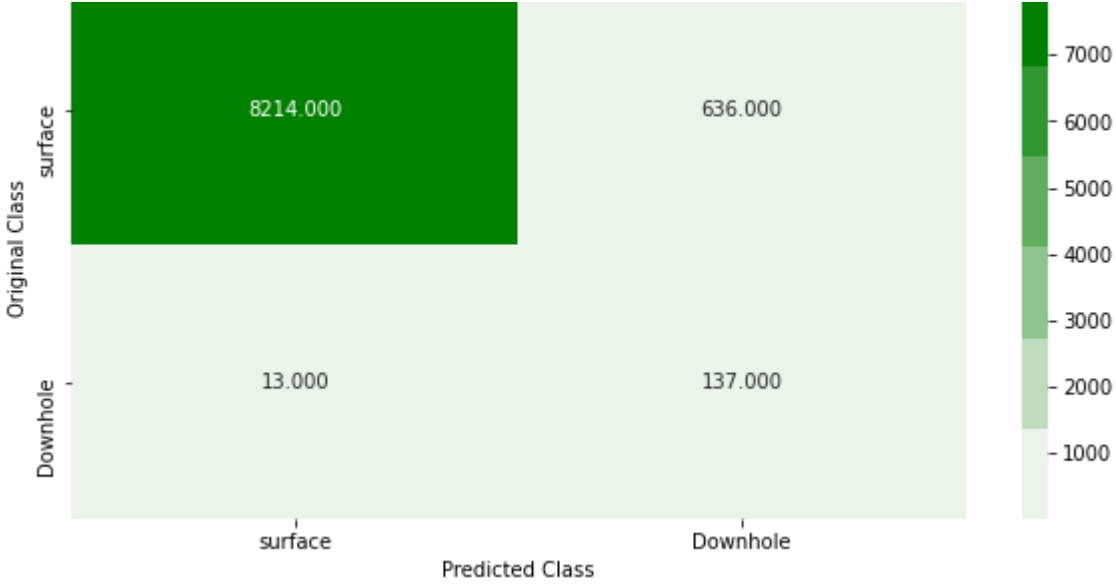 7000
8214.000 636.000
surface
6000
5000
Original Class
4000
3000
13.000 137.000
Downhole
2000
1000
surface Downhole
Predicted Class